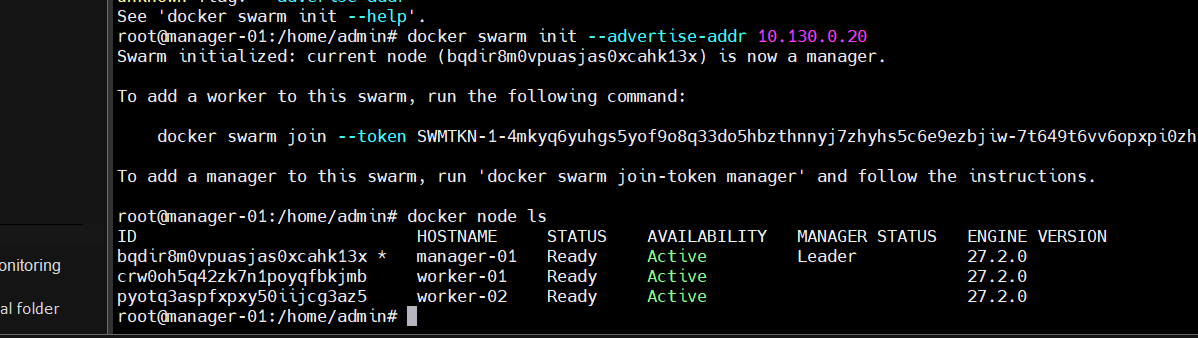 See 'docker swarm init --help'.
root@manager-01:/home/admin# docker swarm init --advertise-addr 10.130.0.20
Swarm initialized: current node (bqdir8m0vpuasjas0xcahk13x) is now a manager.
To add a worker to this swarm, run the following command:
docker swarm join --token SWMTKN-1-4mkyq6yuhgs5yof9o8q33do5hbzthnnyj7zhyhs5c6e9ezbjiw-7t649t6vv6opxpi0zh
To add a manager to this swarm, run 'docker swarm join-token manager' and follow the instructions.
root@manager-01:/home/admin# docker node ls
ID HOSTNAME STATUS AVAILABILITY MANAGER STATUS ENGINE VERSION
bqdir8m0vpuasjas0xcahk13x * manager-01 Ready Active Leader 27.2.0
crw0oh5q42zk7n1poyqfbkjmb worker-01 Ready Active 27.2.0
pyotq3aspfxpxy50iijcg3az5 worker-02 Ready Active 27.2.0
root@manager-01:/home/admin#
onitoring
al folder